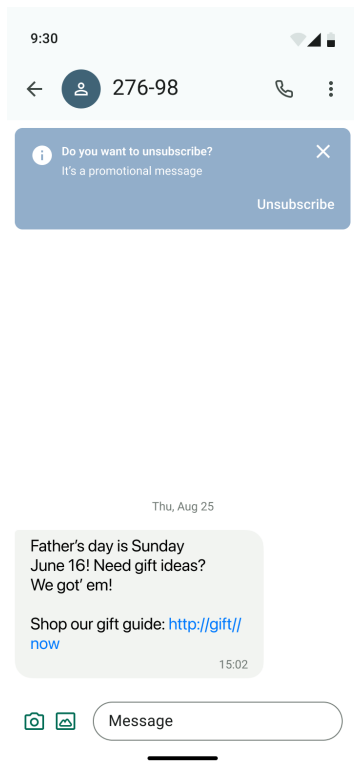 9:30
276-98
Do you want to unsubscribe?
It's a promotional message
Unsubscribe
Thu, Aug 25
Father's day is Sunday
June 16! Need gift ideas?
We got' em!
Shop our gift guide: http://gift//
now
15:02
Message